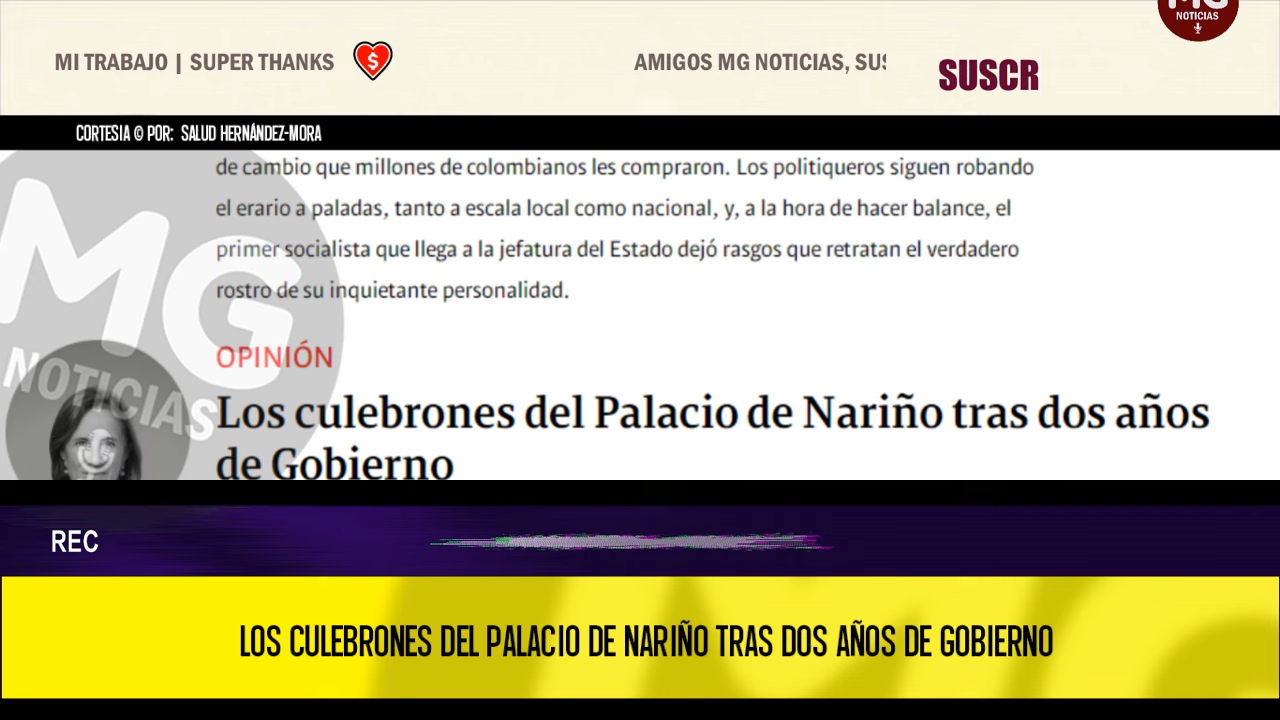 MG
NOTICIAS
MI TRABAJO | SUPER THANKS
$
AMIGOS MG NOTICIAS, SUS
SUSCR
CORTESIA © POR: SALUD HERNÁNDEZ-MORA
de cambio que millones de colombianos les compraron. Los politiqueros siguen robando
el erario a paladas, tanto a escala local como nacional, y, a la hora de hacer balance, el
primer socialista que llega a la jefatura del Estado dejó rasgos que retratan el verdadero
rostro de su inquietante personalidad.
MG
NOTICIAS
OPINIÓN
Los culebrones del Palacio de Nariño tras dos años
de Gobierno
REC
LOS CULEBRONES DEL PALACIO DE NARIÑO TRAS DOS AÑOS DE GOBIERNO